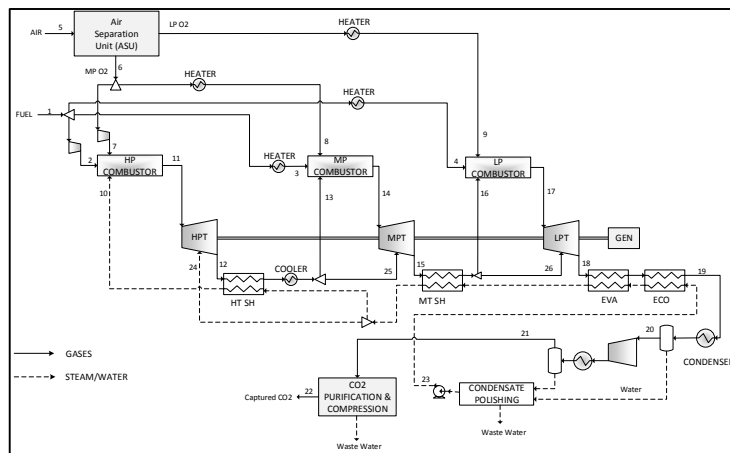 Air
Separation
Unit (ASU)
AIR
5
LP O2
HEATER
6
MP O2
HEATER
HEATER
FUEL
1
7
8
9
2
HP
COMBUSTOR
11
HEATER
3
MP
COMBUSTOR
14
4
LP
COMBUSTOR
17
10
13
16
HPT
MPT
LPT
GEN
24
12
COOLER
25
15
26
18
19
HT SH
MT SH
EVA
ECO
21
20
CONDENSER
GASES
STEAM/WATER
Captured CO2
22
CO2
PURIFICATION &
COMPRESSION
23
CONDENSATE
POLISHING
Water
Waste Water
Waste Water